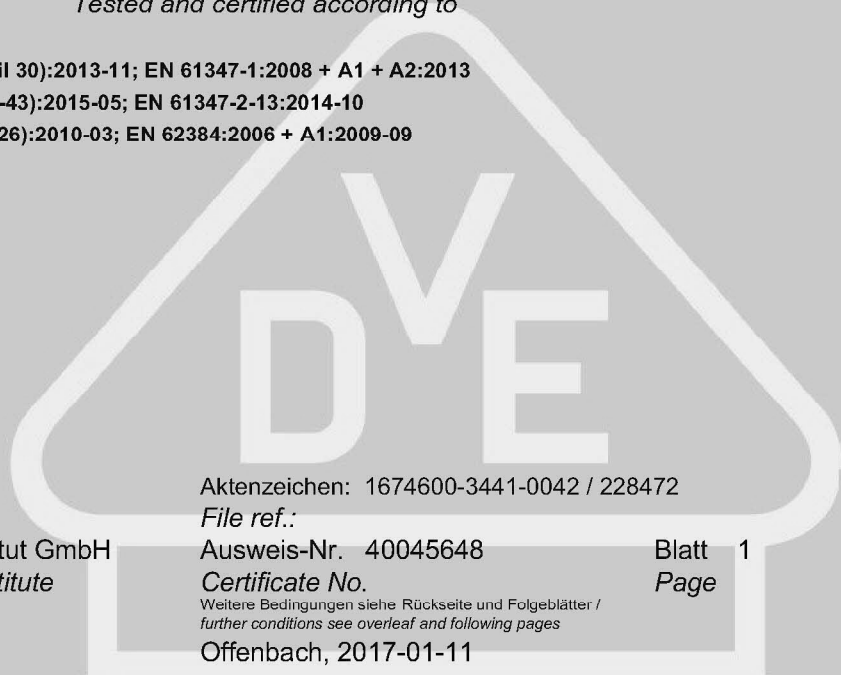 Tested and certified according to
il 30):2013-11; EN 61347-1:2008 + A1 + A2:2013
-43):2015-05; EN 61347-2-13:2014-10
26):2010-03; EN 62384:2006 + A1:2009-09
VDE
Aktenzeichen: 1674600-3441-0042 / 228472
File ref.:
tut GmbH Ausweis-Nr. 40045648 Blatt 1
titute Certificate No. Page
Weitere Bedingungen siehe Rückseite und Folgeblätter /
further conditions see overleaf and following pages
Offenbach, 2017-01-11